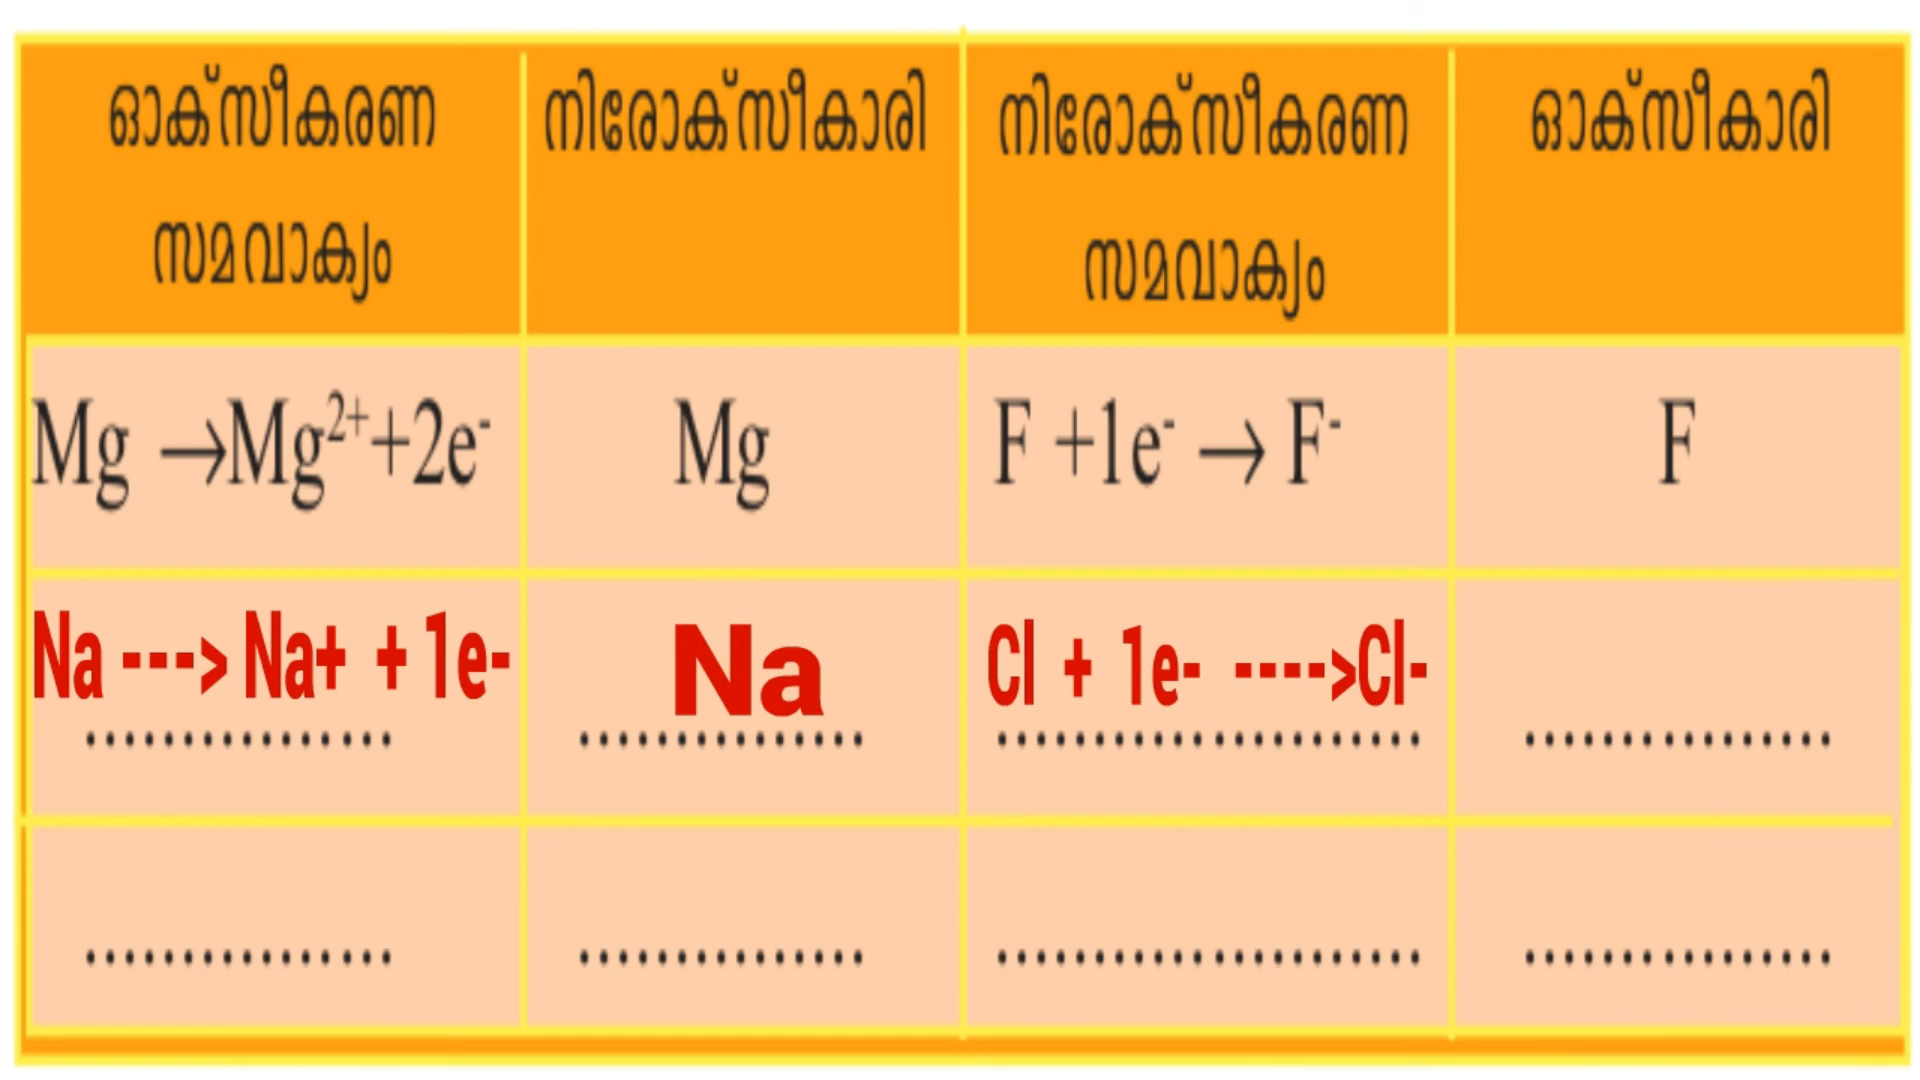 ഓക്സീകരണ
സമവാക്യം
നിരോക്സീകാരി
നിരോക്സീകരണ
സമവാക്യം
ഓക്സീകാരി
Mg →Mg²⁺+2e⁻
Mg
F +1e⁻ → F⁻
F
Na ---> Na+ + 1e-
................
Na
...............
Cl + 1e- ---->Cl-
......................
................
................
...............
......................
................